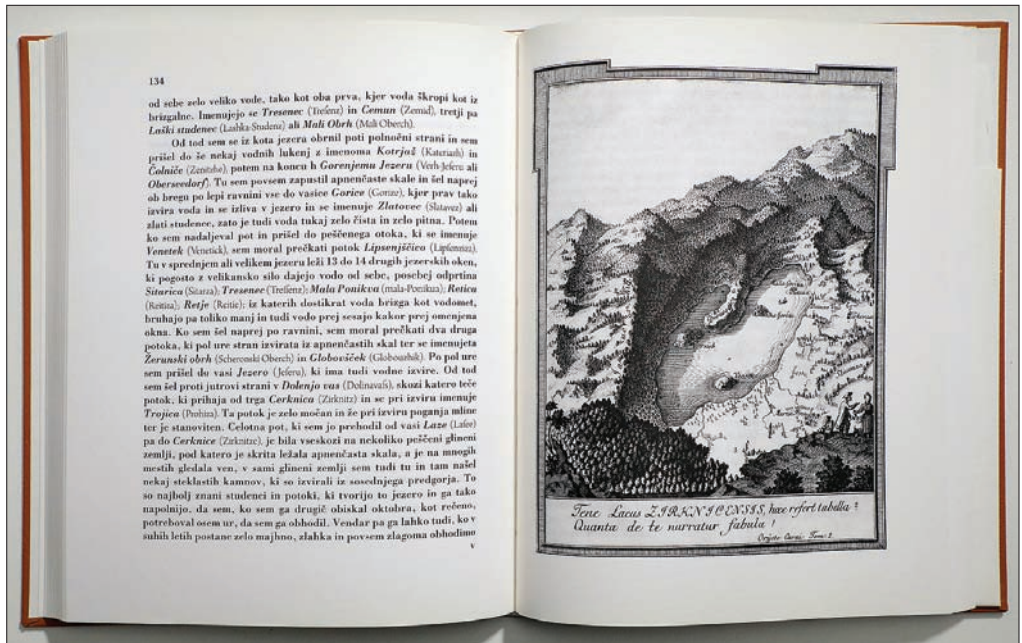 134
od sebe zelo veliko vode, tako kot oba prva, kjer voda škropi kot iz
brizgalne. Imenujejo se Tresenec (Tresenz) in Cemun (Zemid), tretji pa
Laški studenec (Lashka Studenz) ali Mali Obrh (Mali Oberch).
Od tod sem se iz kota jezera obrnil poti polnočni strani in sem
prišel do še nekaj vodnih lukenj z imenoma Kotrjaš (Kateriash) in
Čolniče (Zenitzhe), potem na koncu h Gorenjemu Jezeru (Verh-Jeseru ali
Oberseedorf). Tu sem povsem zapustil apnenčaste skale in šel naprej
ob bregu po lepi ravnini vse do vasice Gorice (Gorize), kjer prav tako
izvira voda in se izliva v jezero in se imenuje Zlatovec (Slatavez) ali
zlati studenec, zato je tudi voda tukaj zelo čista in zelo pitna. Potem
ko sem nadaljeval pot in prišel do peščenega otoka, ki se imenuje
Venetek (Venetick), sem moral prečkati potok Lipsenjščico
Tu v sprednjem ali velikem jezeru leži 13 do 14 drugih jezerskih oken,
ki pogosto z velikansko silo dajejo vodo od sebe, posebej odprtina
Sitarica (Sitarza); Tresenec (Tressenz); Mala Ponikva (mala-Ponikua); Retica
(Reitiza); Retje (Reitie); iz katerih dostikrat voda brizga kot vodomet,
bruhajo pa toliko manj in tudi vodo prej sesajo kakor prej omenjena
okna. Ko sem šel naprej po ravnini, sem moral prečkati dva druga
potoka, ki pol ure stran izvirata iz apnenčastih skal ter se imenujeta
Žerunski obrh (Scheronski Oberch) in Globovšček (Globouzhik). Po pol ure
sem prišel do vasi Jezero (Jeseru), ki ima tudi vodne izvire. Od tod
sem šel proti jutrovi strani v Dolenjo vas (Dolinavass), skozi katero teče
potok, ki prihaja od trga Cerknica (Zirknitz) in se pri izviru imenuje
Trojica (Prohiza). Ta potok je zelo močan in že pri izviru poganja mline
ter je stanoviten. Celotna pot, ki sem jo prehodil od vasi Laze (Lasee)
pa do Cerknice (Zirknitze), je bila vseskozi na nekoliko peščeni glineni
zemlji, pod katero je skrita ležala apnenčasta skala, a je na mnogih
mestih gledala ven, v sami glineni zemlji sem tudi tu in tam našel
nekaj steklastih kamnov, ki so izvirali iz sosednjega predgorja. To
so najbolj znani studenci in potoki, ki tvorijo to jezero in ga tako
napolnijo, da sem, ko sem ga drugič obiskal oktobra, kot rečeno,
potreboval osem ur, da sem ga obhodil. Vendar pa ga lahko tudi, ko v
suhih letih postane zelo majhno, zlahka in povsem zlagoma obhodimo
v
Tene Lacus ZIRKNICENSIS, haec refert tabella?
Quanta de te narratur fabula!